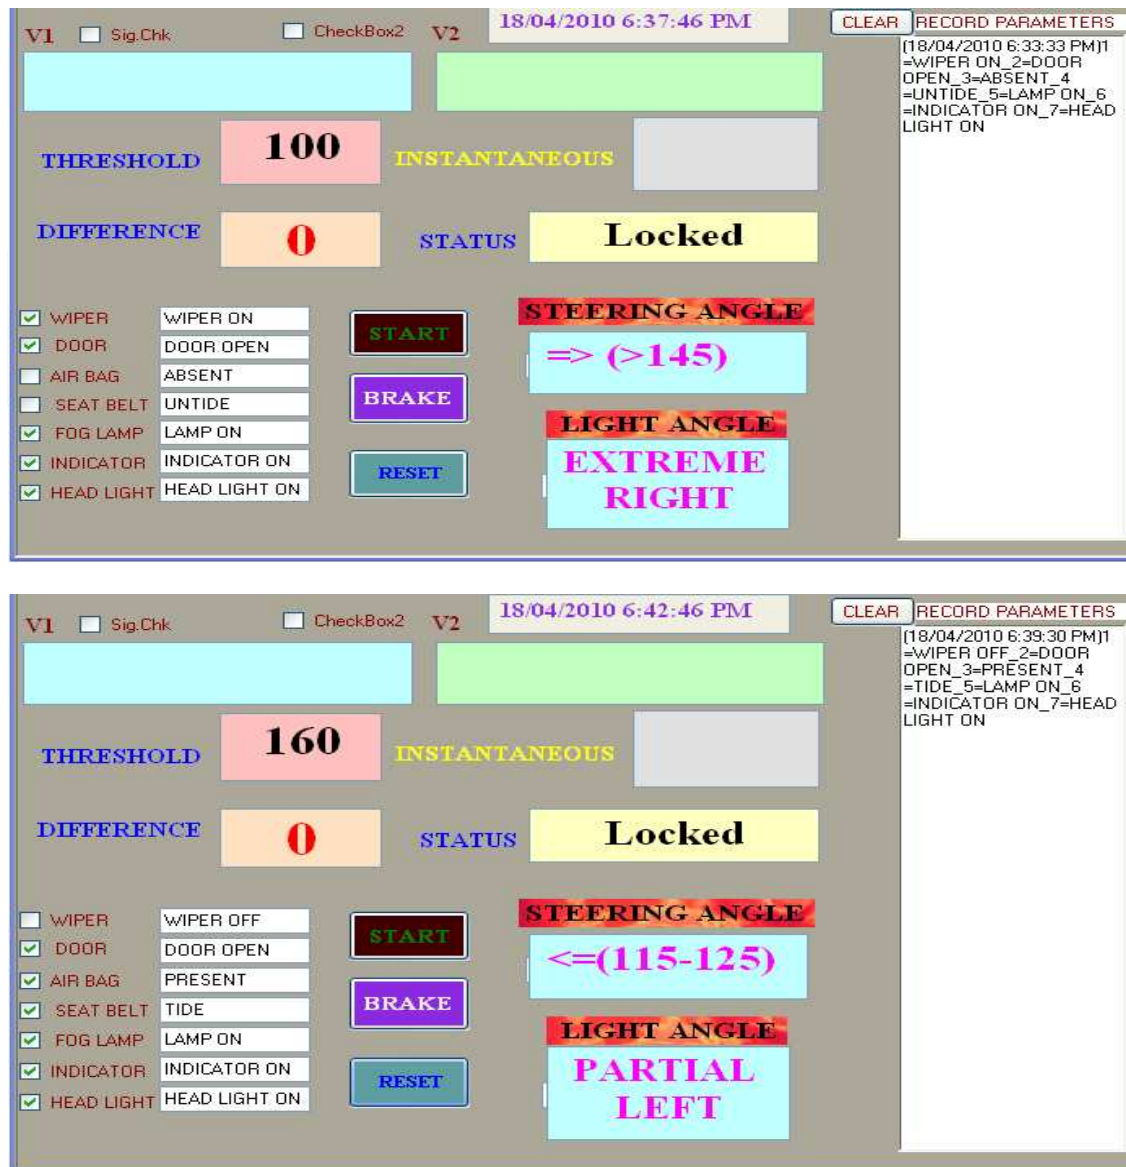 V1 Sig.Chk CheckBox2 V2 18/04/2010 6:37:46 PM CLEAR RECORD PARAMETERS
(18/04/2010 6:33:33 PM)1
=WIPER ON_2=DOOR
OPEN_3=ABSENT_4
=UNTIDE_5=LAMP ON_6
=INDICATOR ON_7=HEAD
LIGHT ON
THRESHOLD 100 INSTANTANEOUS
DIFFERENCE 0 STATUS Locked
WIPER WIPER ON
DOOR DOOR OPEN
AIR BAG ABSENT
SEAT BELT UNTIDE
FOG LAMP LAMP ON
INDICATOR INDICATOR ON
HEAD LIGHT HEAD LIGHT ON
START
BRAKE
RESET
STEERING ANGLE
=> (>145)
LIGHT ANGLE
EXTREME
RIGHT
V1 Sig.Chk CheckBox2 V2 18/04/2010 6:42:46 PM CLEAR RECORD PARAMETERS
(18/04/2010 6:39:30 PM)1
=WIPER OFF_2=DOOR
OPEN_3=PRESENT_4
=TIDE_5=LAMP ON_6
=INDICATOR ON_7=HEAD
LIGHT ON
THRESHOLD 160 INSTANTANEOUS
DIFFERENCE 0 STATUS Locked
WIPER WIPER OFF
DOOR DOOR OPEN
AIR BAG PRESENT
SEAT BELT TIDE
FOG LAMP LAMP ON
INDICATOR INDICATOR ON
HEAD LIGHT HEAD LIGHT ON
START
BRAKE
RESET
STEERING ANGLE
<=(115-125)
LIGHT ANGLE
PARTIAL
LEFT